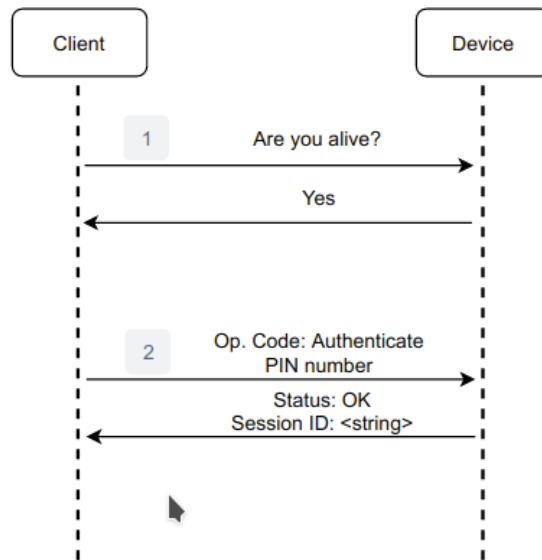 Client
Device
1
Are you alive?
Yes
2
Op. Code: Authenticate
PIN number
Status: OK
Session ID: <string>